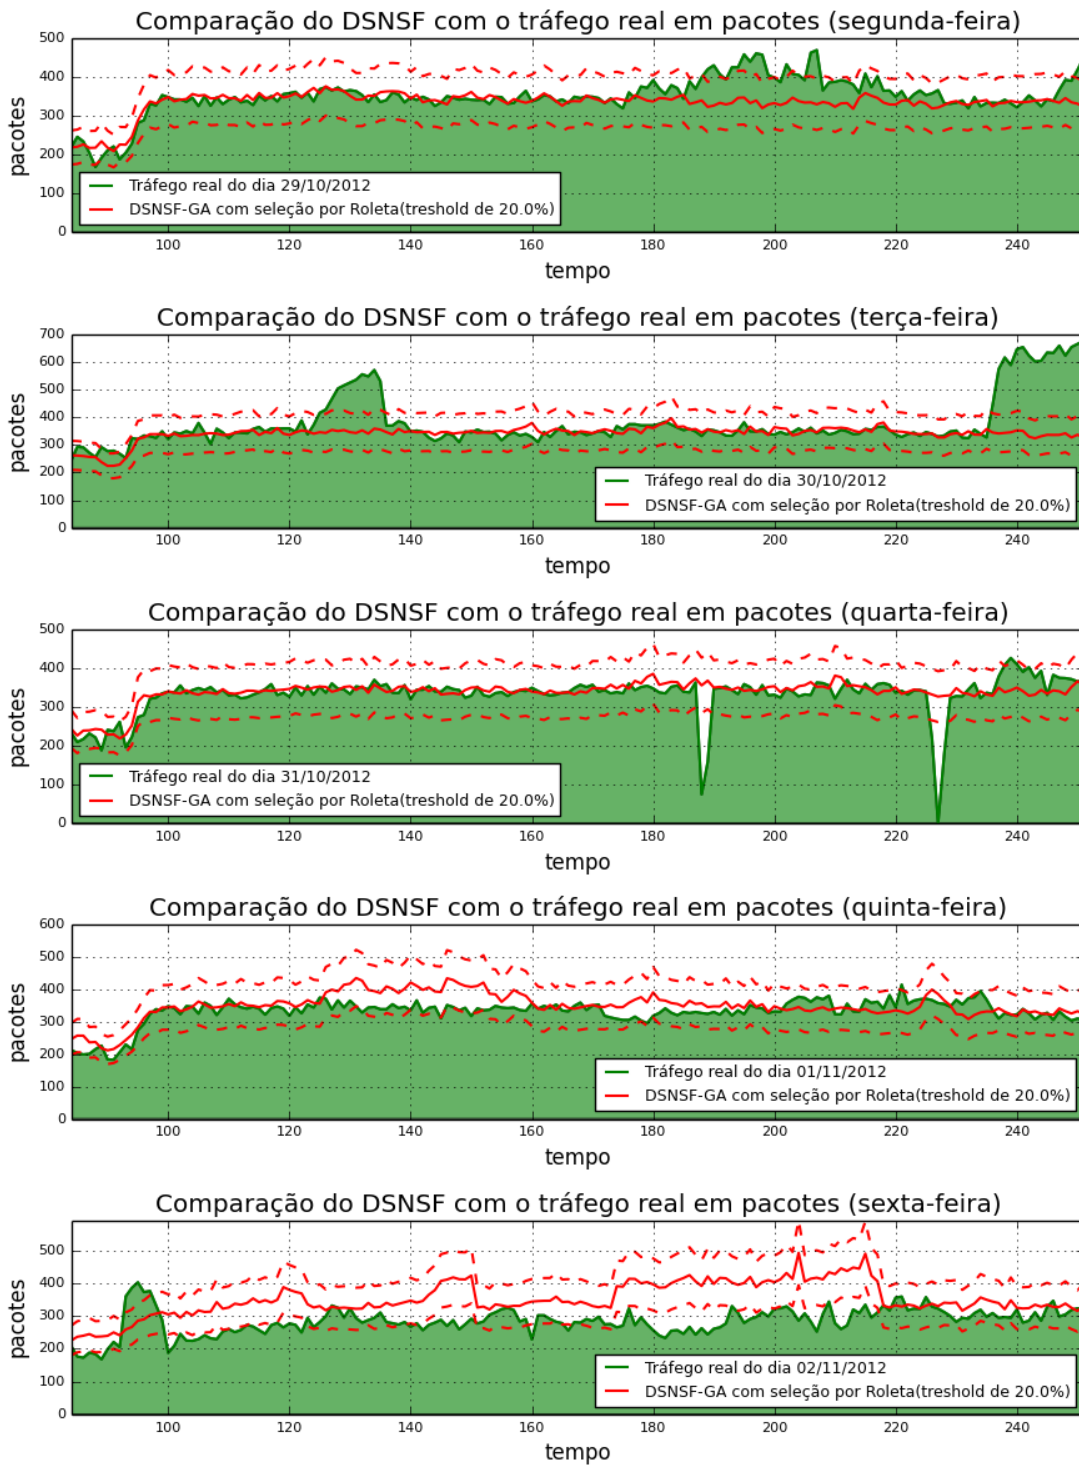 Comparação do DSNSF com o tráfego real em pacotes (segunda-feira)
500
400
300
200
100
0
pacotes
Tráfego real do dia 29/10/2012
DSNSF-GA com seleção por Roleta(treshold de 20.0%)
100 120 140 160 180 200 220 240
tempo
Comparação do DSNSF com o tráfego real em pacotes (terça-feira)
700
600
500
400
300
200
100
0
pacotes
Tráfego real do dia 30/10/2012
DSNSF-GA com seleção por Roleta(treshold de 20.0%)
100 120 140 160 180 200 220 240
tempo
Comparação do DSNSF com o tráfego real em pacotes (quarta-feira)
500
400
300
200
100
0
pacotes
Tráfego real do dia 31/10/2012
DSNSF-GA com seleção por Roleta(treshold de 20.0%)
100 120 140 160 180 200 220 240
tempo
Comparação do DSNSF com o tráfego real em pacotes (quinta-feira)
600
500
400
300
200
100
0
pacotes
Tráfego real do dia 01/11/2012
DSNSF-GA com seleção por Roleta(treshold de 20.0%)
100 120 140 160 180 200 220 240
tempo
Comparação do DSNSF com o tráfego real em pacotes (sexta-feira)
500
400
300
200
100
0
pacotes
Tráfego real do dia 02/11/2012
DSNSF-GA com seleção por Roleta(treshold de 20.0%)
100 120 140 160 180 200 220 240
tempo